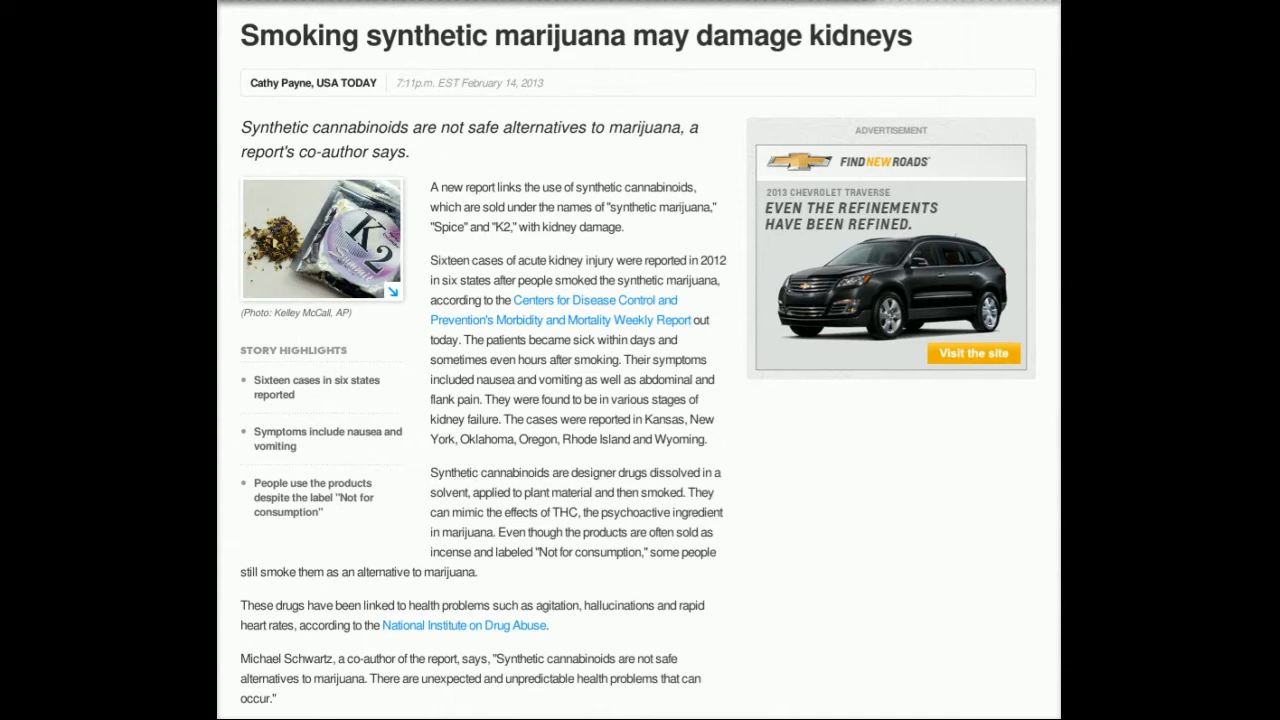 Smoking synthetic marijuana may damage kidneys
Cathy Payne, USA TODAY 7:11p.m. EST February 14, 2013
Synthetic cannabinoids are not safe alternatives to marijuana, a
report's co-author says.
K2
(Photo: Kelley McCall, AP)
STORY HIGHLIGHTS
Sixteen cases in six states
reported
Symptoms include nausea and
vomiting
People use the products
despite the label "Not for
consumption"
A new report links the use of synthetic cannabinoids,
which are sold under the names of "synthetic marijuana,"
"Spice" and "K2," with kidney damage.
Sixteen cases of acute kidney injury were reported in 2012
in six states after people smoked the synthetic marijuana,
according to the Centers for Disease Control and
Prevention's Morbidity and Mortality Weekly Report out
today. The patients became sick within days and
sometimes even hours after smoking. Their symptoms
included nausea and vomiting as well as abdominal and
flank pain. They were found to be in various stages of
kidney failure. The cases were reported in Kansas, New
York, Oklahoma, Oregon, Rhode Island and Wyoming.
Synthetic cannabinoids are designer drugs dissolved in a
solvent, applied to plant material and then smoked. They
can mimic the effects of THC, the psychoactive ingredient
in marijuana. Even though the products are often sold as
incense and labeled "Not for consumption," some people
still smoke them as an alternative to marijuana.
These drugs have been linked to health problems such as agitation, hallucinations and rapid
heart rates, according to the National Institute on Drug Abuse.
Michael Schwartz, a co-author of the report, says, "Synthetic cannabinoids are not safe
alternatives to marijuana. There are unexpected and unpredictable health problems that can
occur."
ADVERTISEMENT
FIND NEW ROADS
2013 CHEVROLET TRAVERSE
EVEN THE REFINEMENTS
HAVE BEEN REFINED.
Visit the site